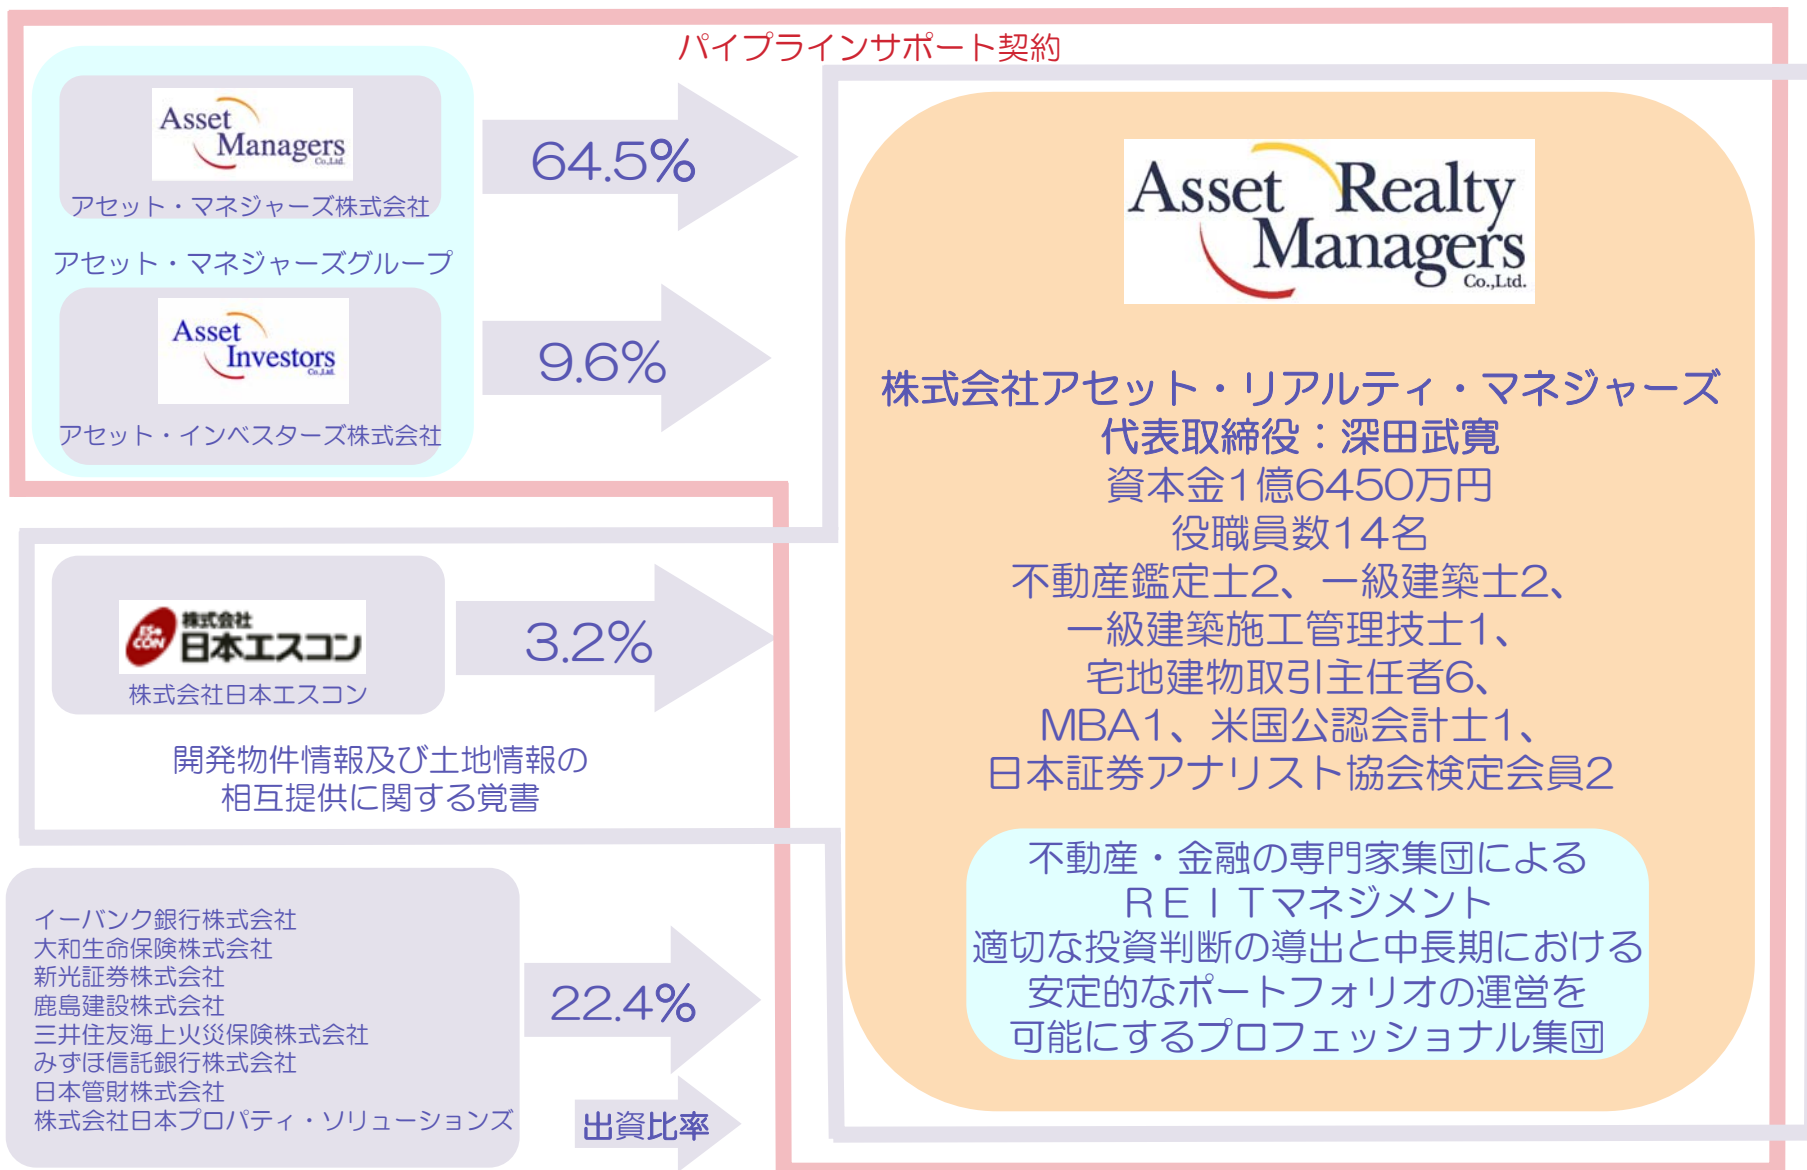 パイプラインサポート契約
Asset
Managers
Co.,Ltd.
アセット・マネジャーズ株式会社
アセット・マネジャーズグループ
Asset
Investors
Co.,Ltd.
アセット・インベスターズ株式会社
64.5%
9.6%
ES
CON
株式会社
日本エスコン
株式会社日本エスコン
3.2%
開発物件情報及び土地情報の
相互提供に関する覚書
イーバンク銀行株式会社
大和生命保険株式会社
新光証券株式会社
鹿島建設株式会社
三井住友海上火災保険株式会社
みずほ信託銀行株式会社
日本管財株式会社
株式会社日本プロパティ・ソリューションズ
22.4%
出資比率
Asset Realty
Managers
Co.,Ltd.
株式会社アセット・リアルティ・マネジャーズ
代表取締役：深田武寛
資本金1億6450万円
役職員数14名
不動産鑑定士2、一級建築士2、
一級建築施工管理技士1、
宅地建物取引主任者6、
MBA1、米国公認会計士1、
日本証券アナリスト協会検定会員2
不動産・金融の専門家集団による
ＲＥＩＴマネジメント
適切な投資判断の導出と中長期における
安定的なポートフォリオの運営を
可能にするプロフェッショナル集団